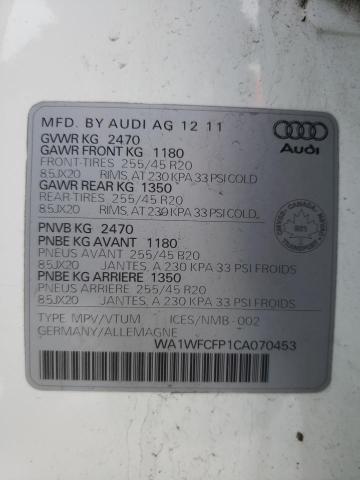 MFD. BY AUDI AG 12 11
GVWR KG 2470
GAWR FRONT KG 1180
FRONT-TIRES 255/45 R20
8.5JX20 RIMS, AT 230 KPA 33 PSI COLD
GAWR REAR KG 1350
REAR-TIRES 255/45 R20
8.5JX20 RIMS, AT 230 KPA 33 PSI COLD
PNVB KG 2470
PNBE KG AVANT 1180
PNEUS AVANT 255/45 R20
8.5JX20 JANTES, A 230 KPA 33 PSI FROIDS
PNBE KG ARRIERE 1350
PNEUS ARRIERE 255/45 R20
8.5JX20 JANTES, A 230 KPA 33 PSI FROIDS
TYPE MPV/VTUM ICES/NMB-002
GERMANY/ALLEMAGNE
WA1WFCFP1CA070453
Audi
CANADA
TRANSPORT